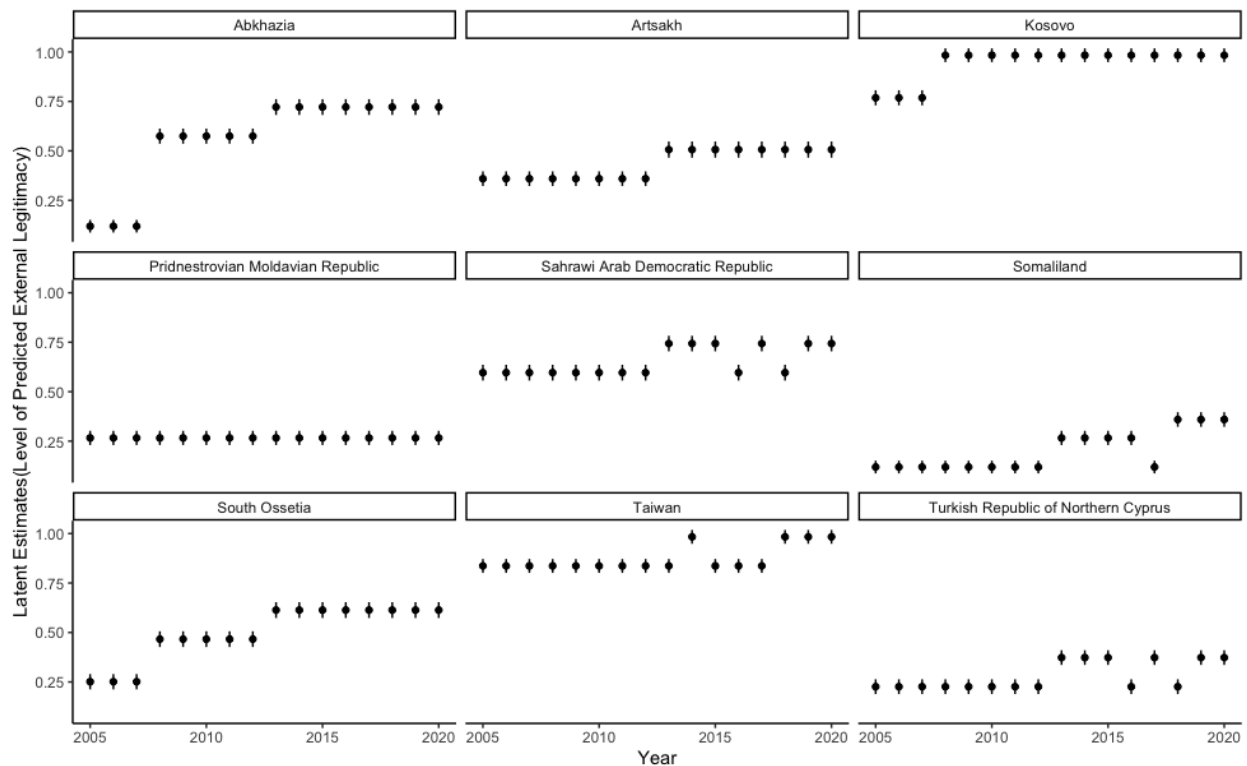 Abkhazia
Artsakh
Kosovo
1.00
0.75
0.50
0.25
Pridnestrovian Moldavian Republic
Sahrawi Arab Democratic Republic
Somaliland
1.00
0.75
0.50
0.25
South Ossetia
Taiwan
Turkish Republic of Northern Cyprus
1.00
0.75
0.50
0.25
Latent Estimates(Level of Predicted External Legitimacy)
2005 2010 2015 2020 2005 2010 2015 2020 2005 2010 2015 2020
Year